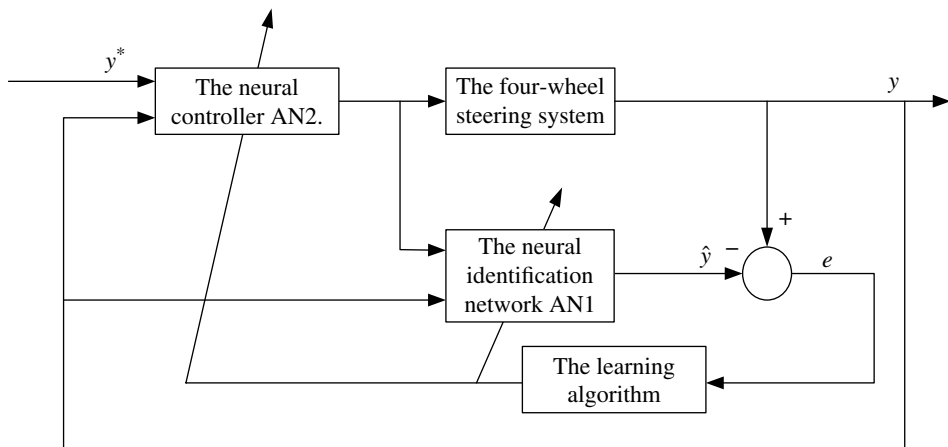 y*
The neural
controller AN2.
The four-wheel
steering system
y
The neural
identification
network AN1
ŷ
−
+
e
The learning
algorithm